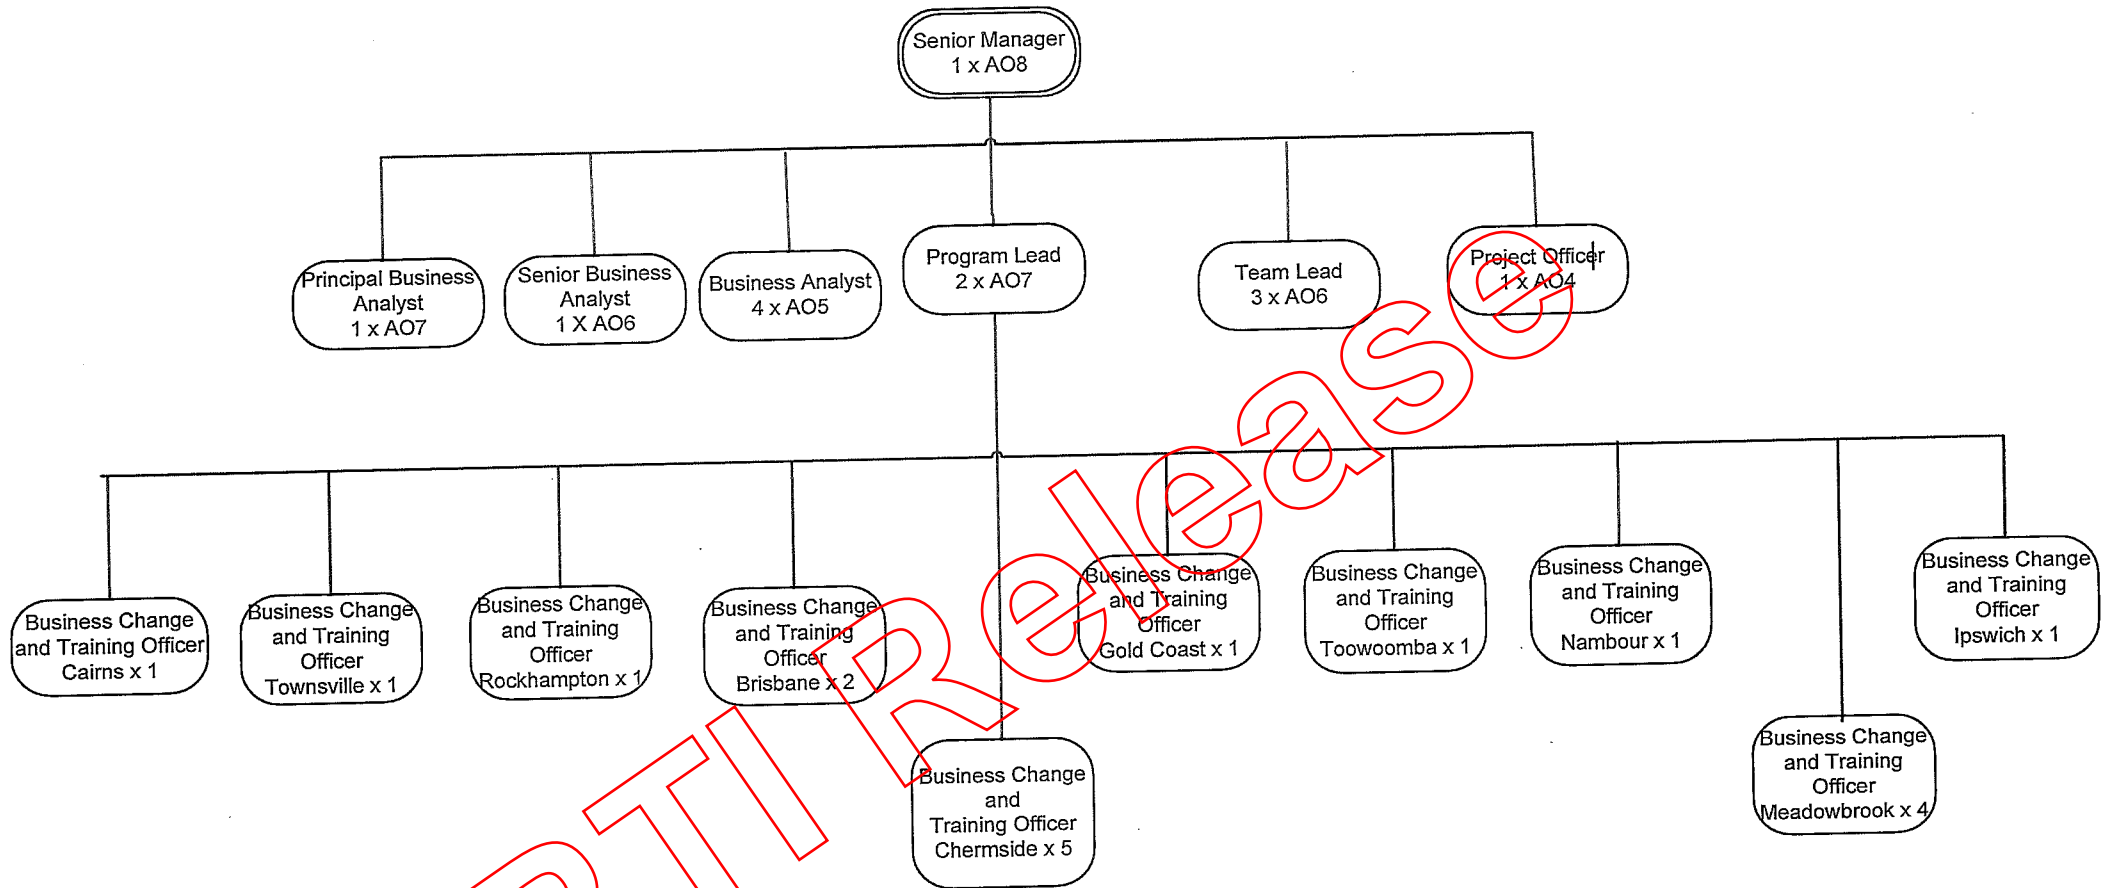 Senior Manager
1 x AO8
Principal Business
Analyst
1 x AO7
Senior Business
Analyst
1 X AO6
Business Analyst
4 x AO5
Program Lead
2 x AO7
Team Lead
3 x AO6
Project Officer
1 x AO4
Business Change
and Training Officer
Cairns x 1
Business Change
and Training
Officer
Townsville x 1
Business Change
and Training
Officer
Rockhampton x 1
Business Change
and Training
Officer
Brisbane x 2
Business Change
and
Training Officer
Chermside x 5
Business Change
and Training
Officer
Gold Coast x 1
Business Change
and Training
Officer
Toowoomba x 1
Business Change
and Training
Officer
Nambour x 1
Business Change
and Training
Officer
Meadowbrook x 4
Business Change
and Training
Officer
Ipswich x 1
RTI Release